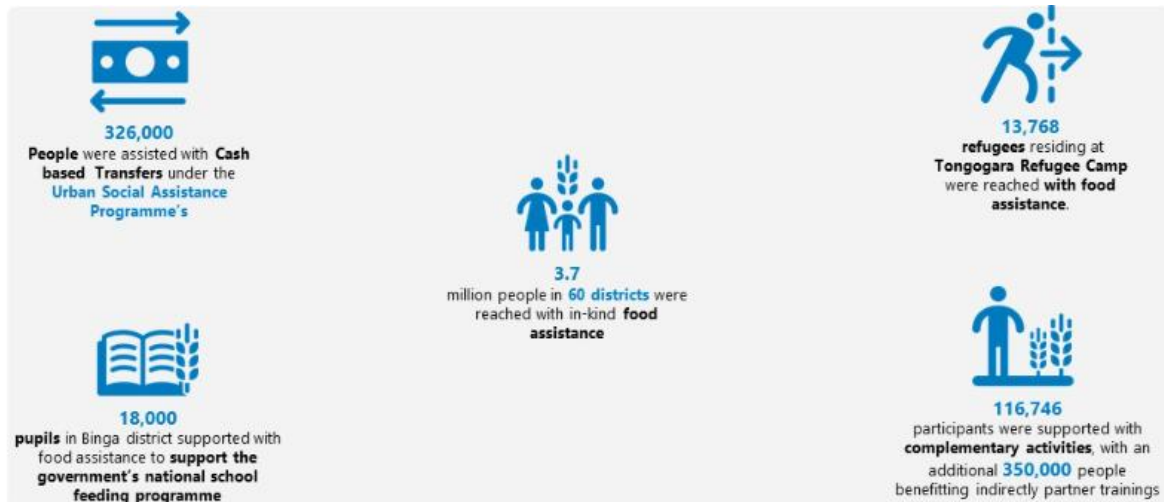 326,000
People were assisted with Cash
based Transfers under the
Urban Social Assistance
Programme's
13,768
refugees residing at
Tongogara Refugee Camp
were reached with food
assistance.
3.7
million people in 60 districts were
reached with in-kind food
assistance
18,000
pupils in Binga district supported with
food assistance to support the
government's national school
feeding programme
116,746
participants were supported with
complementary activities, with an
additional 350,000 people
benefitting indirectly partner trainings